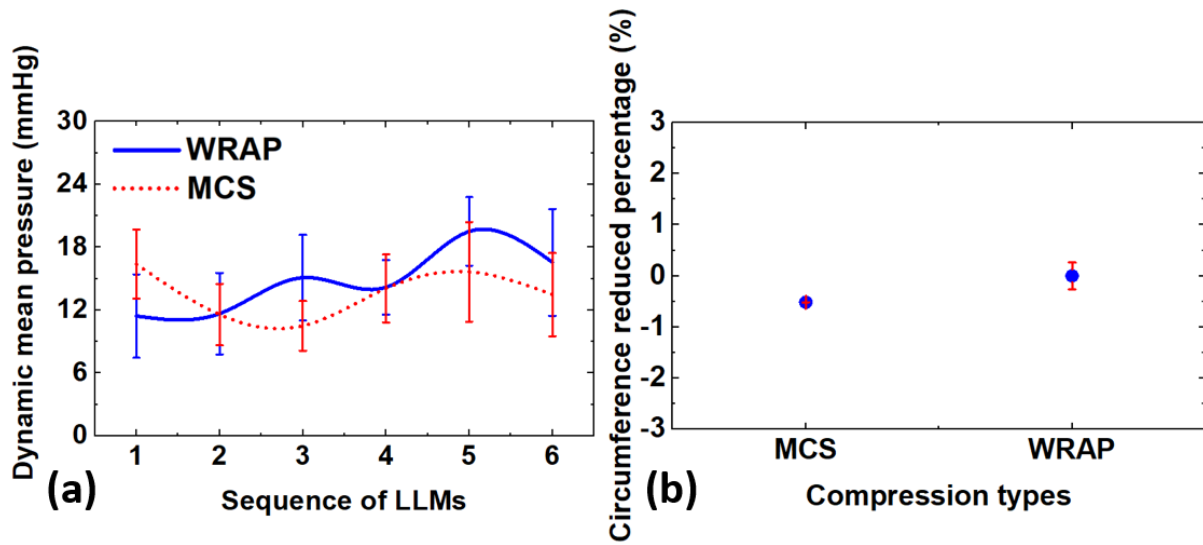 Dynamic mean pressure (mmHg)
30
24
18
12
6
0
WRAP
MCS
1 2 3 4 5 6
Sequence of LLMs
(a)
Circumference reduced percentage (%)
3
2
1
0
-1
-2
-3
MCS WRAP
Compression types
(b)